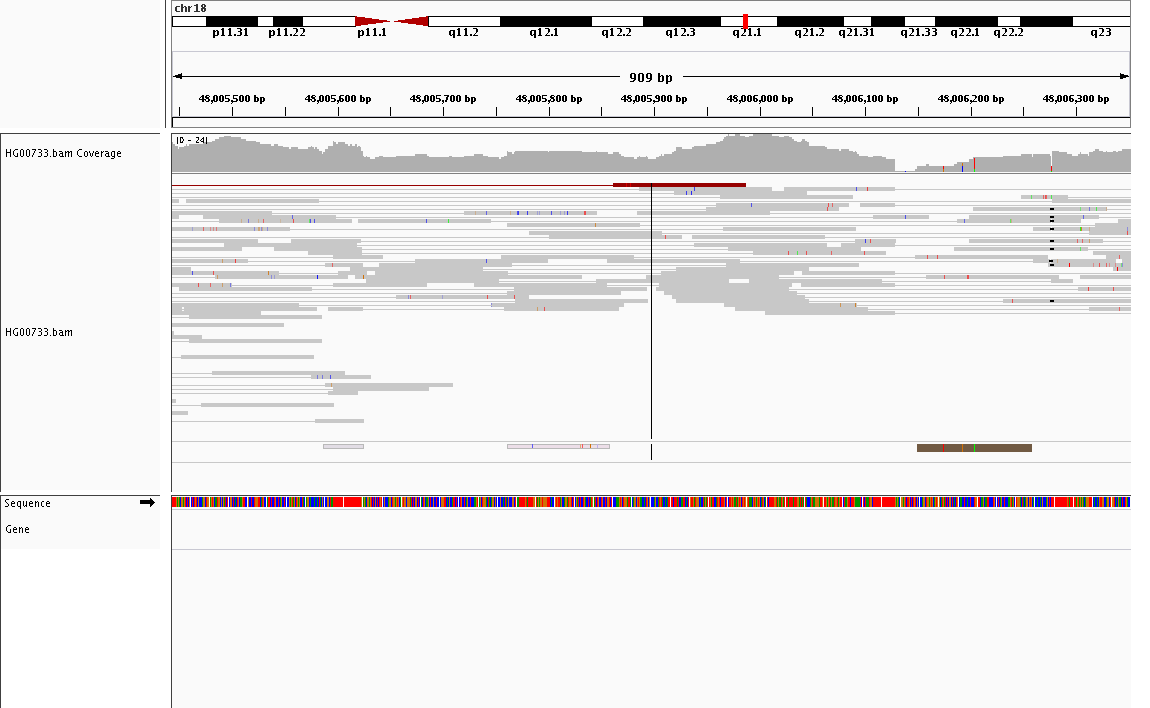 chr18
p11.31 p11.22 p11.1 q11.2 q12.1 q12.2 q12.3 q21.1 q21.2 q21.31 q21.33 q22.1 q22.2 q23
909 bp
48,005,500 bp 48,005,600 bp 48,005,700 bp 48,005,800 bp 48,005,900 bp 48,006,000 bp 48,006,100 bp 48,006,200 bp 48,006,300 bp
[0 - 24]
HG00733.bam Coverage
HG00733.bam
Sequence
Gene